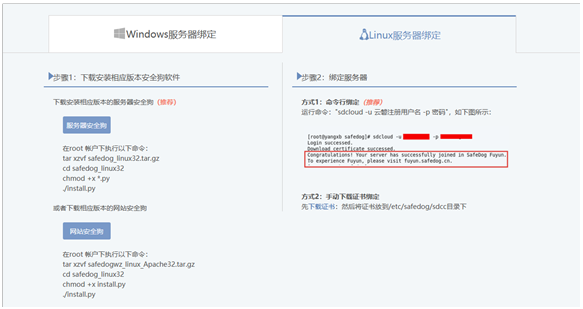 Windows服务器绑定
Linux服务器绑定
步骤1：下载安装相应版本安全狗软件
下载安装相应版本的服务器安全狗（推荐）
服务器安全狗
在root 帐户下执行以下命令：
tar xzvf safedog_linux32.tar.gz
cd safedog_linux32
chmod +x *.py
./install.py
或者下载相应版本的网站安全狗
网站安全狗
在root 帐户下执行以下命令：
tar xzvf safedogwz_linux_Apache32.tar.gz
cd safedog_linux32
chmod +x install.py
./install.py
步骤2：绑定服务器
方式1：命令行绑定（推荐）
运行命令：“sdcloud -u 云器注册用户名 -p 密码”，如下图所示：
[root@yangxb safedog]# sdcloud -u -p
Login successed.
Download certificate successed.
Congratulations! Your server has successfully joined in SafeDog Fuyun.
To experience Fuyun, please visit fuyun.safedog.cn.
方式2：手动下载证书绑定
先下载证书：然后将证书放到/etc/safedog/sdcc目录下